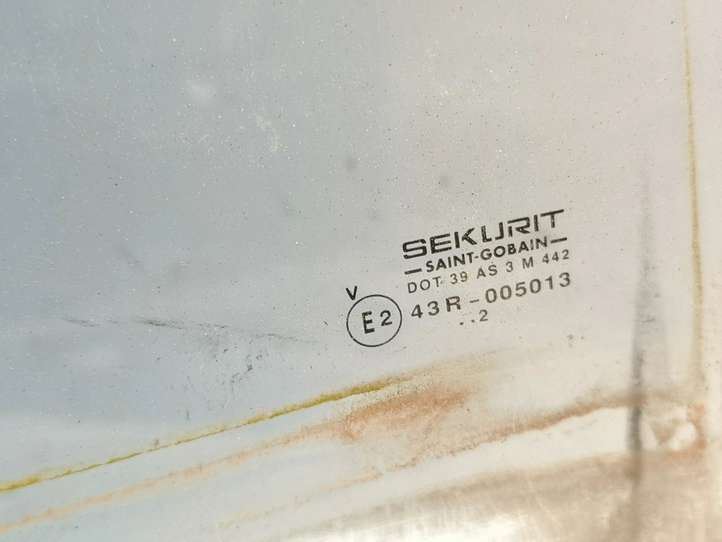 SEKURIT
SAINT-GOBAIN
DOT 39 AS 3 M 442
V
E2 43R-005013
..2